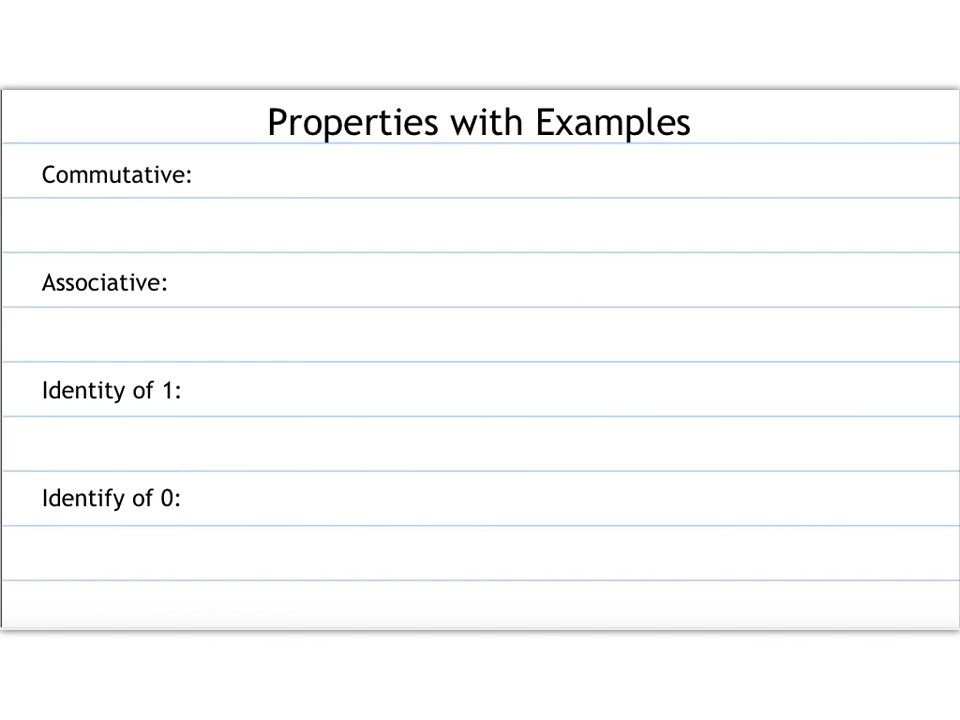 Properties with Examples
Commutative:
Associative:
Identity of 1:
Identify of 0: